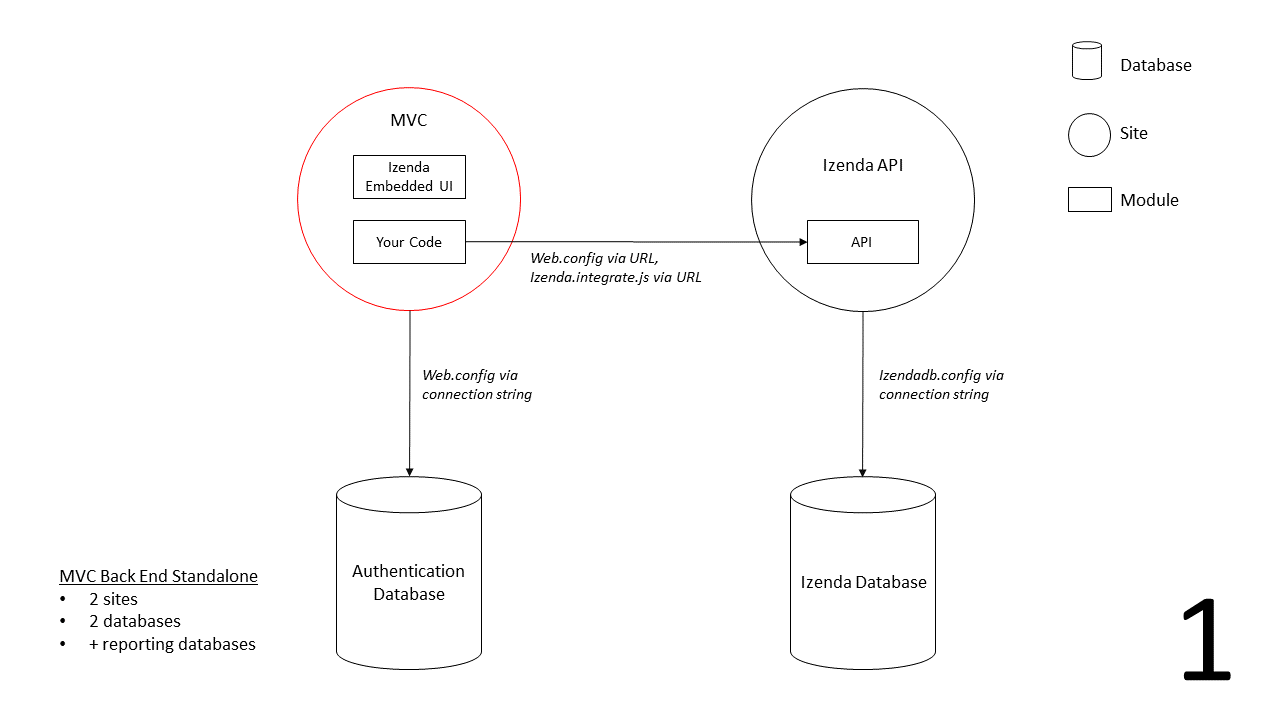 Database
Site
Module
MVC
Izenda
Embedded UI
Your Code
Izenda API
API
Web.config via URL,
Izenda.integrate.js via URL
Web.config via
connection string
Izendadb.config via
connection string
Authentication
Database
Izenda Database
MVC Back End Standalone
• 2 sites
• 2 databases
• + reporting databases
1